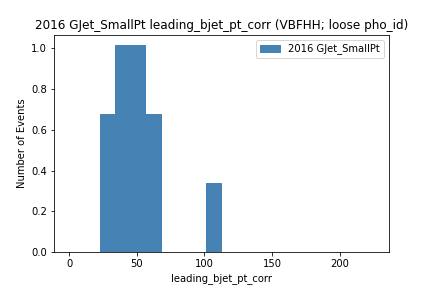 2016 GJet_SmallPt leading_bjet_pt_corr (VBFHH; loose pho_id)
2016 GJet_SmallPt
1.0
0.8
0.6
0.4
0.2
0.0
Number of Events
0 50 100 150 200
leading_bjet_pt_corr